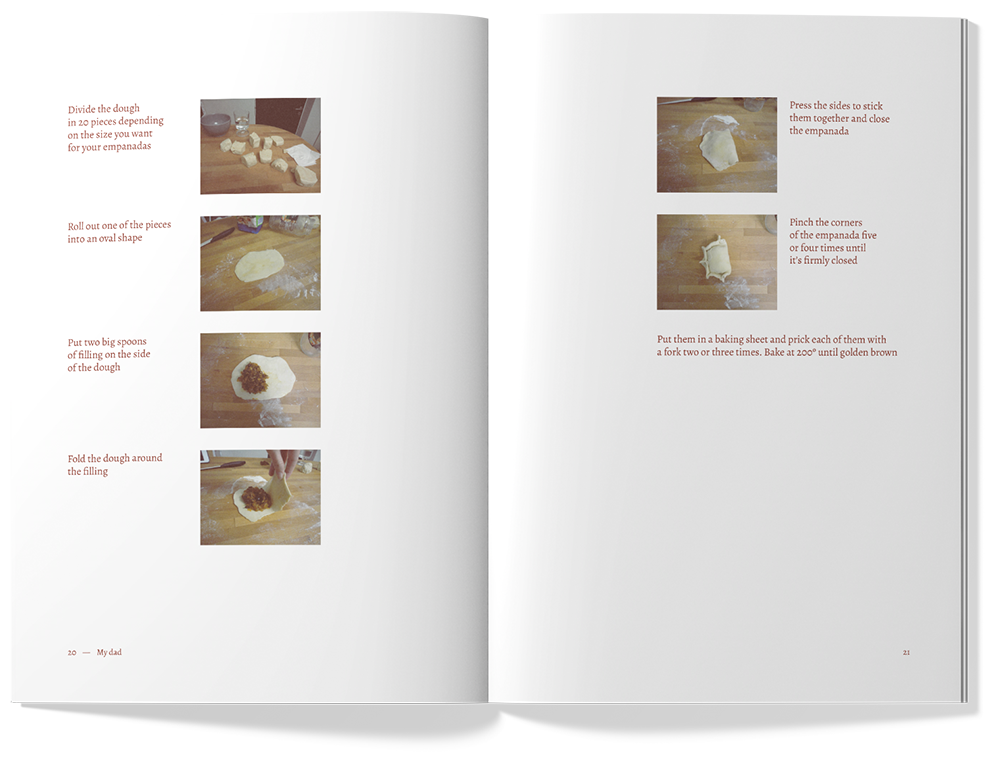 Divide the dough
in 20 pieces depending
on the size you want
for your empanadas
Roll out one of the pieces
into an oval shape
Put two big spoons
of filling on the side
of the dough
Fold the dough around
the filling
20 — My dad
Press the sides to stick
them together and close
the empanada
Pinch the corners
of the empanada five
or four times until
it's firmly closed
Put them in a baking sheet and prick each of them with
a fork two or three times. Bake at 200º until golden brown
21